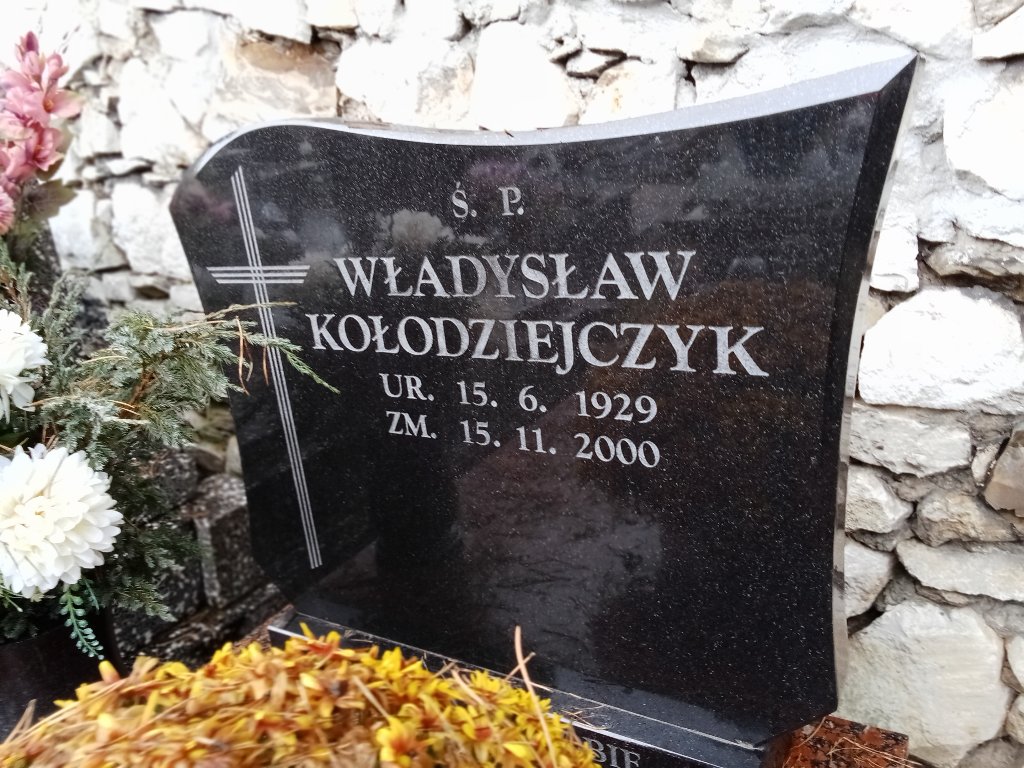 Ś. P.
WŁADYSŁAW
KOŁODZIEJCZYK
UR. 15. 6. 1929
ZM. 15. 11. 2000